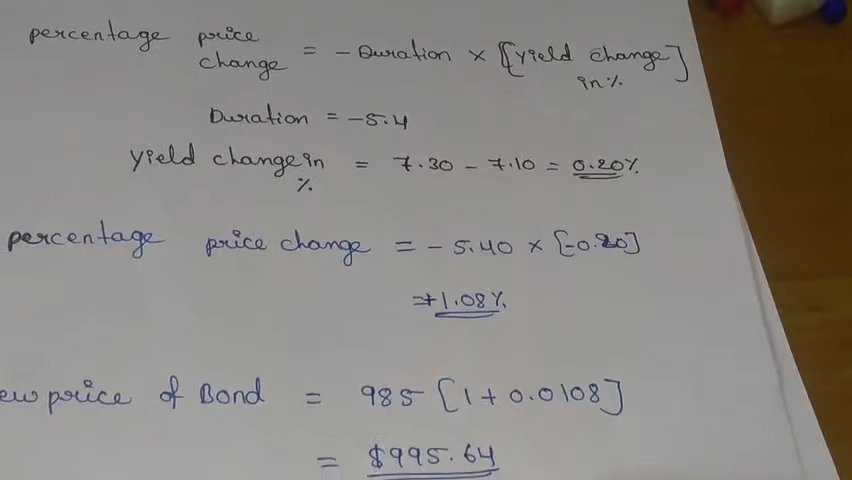 percentage price change = - Duration × [Yield change in %]
Duration = -5.4
Yield change in % = 7.30 - 7.10 = 0.20%
percentage price change = - 5.40 × [-0.20]
= +1.08%
ew price of Bond = 985 [1 + 0.0108]
= $995.64